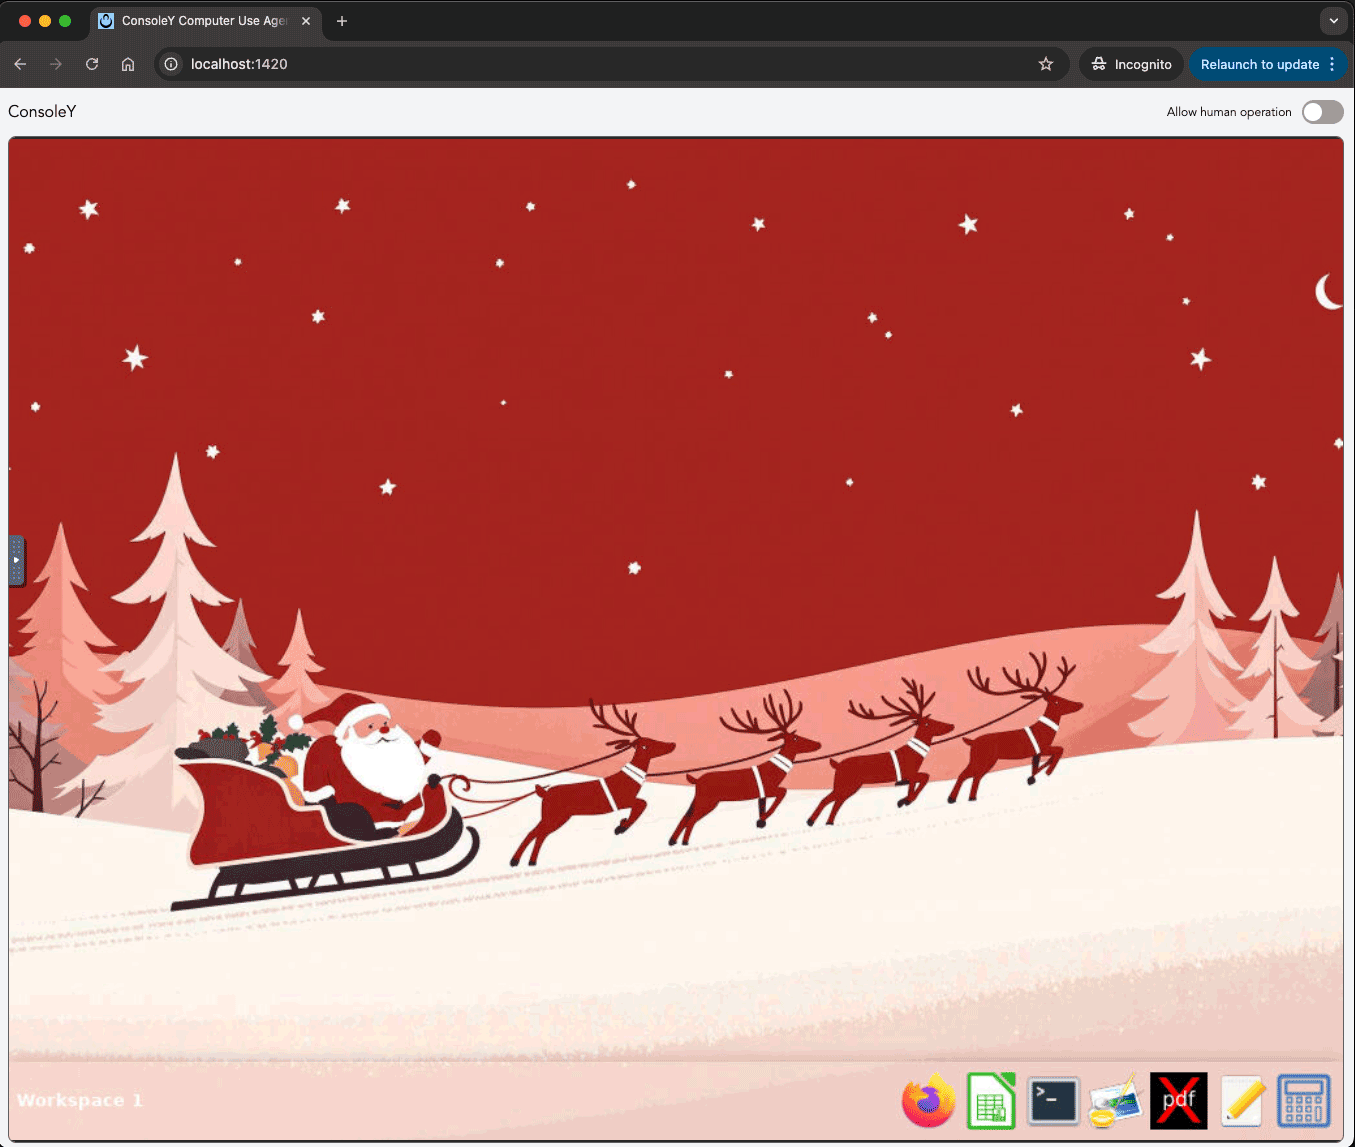 ConsoleY Computer Use Age
localhost:1420
Incognito
Relaunch to update
ConsoleY
Allow human operation
Workspace 1
>-
pdf